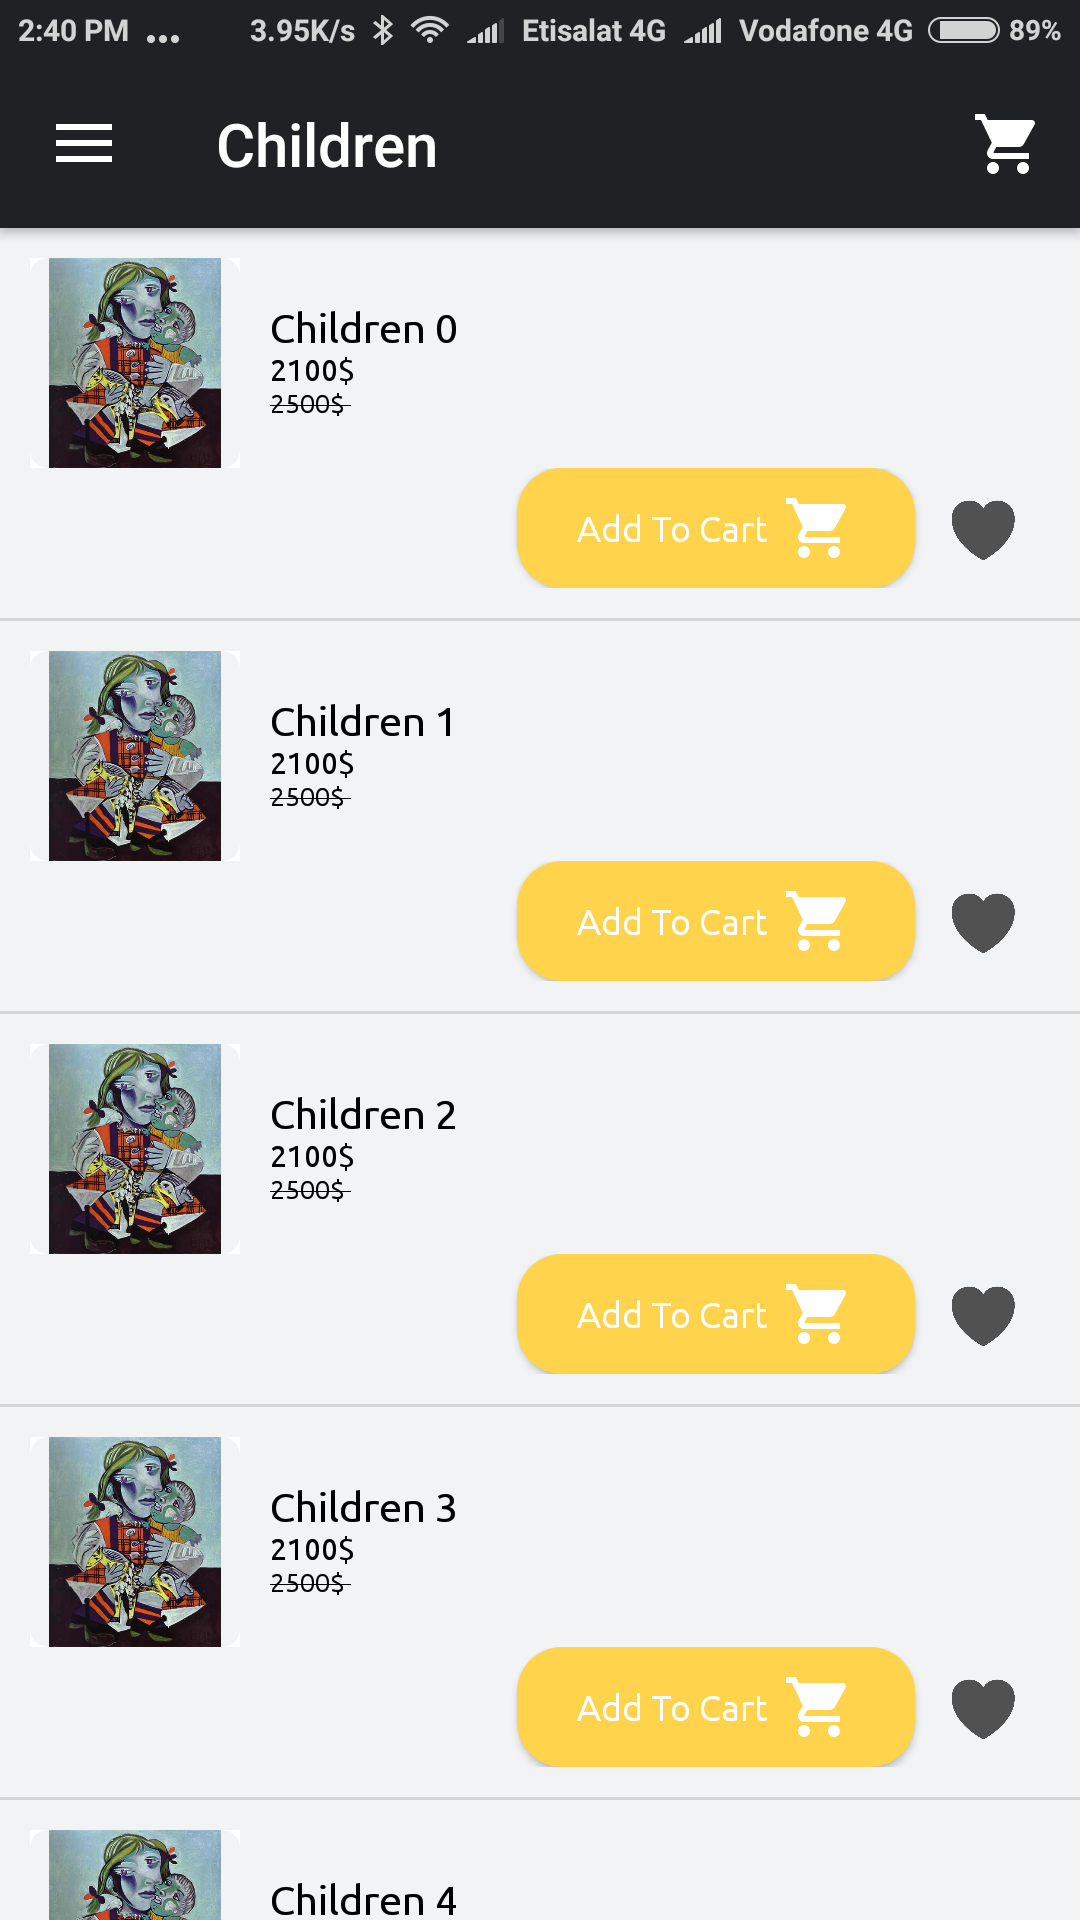 2:40 PM ... 3.95K/s Etisalat 4G Vodafone 4G 89%
Children
Children 0
2100$
2500$
Add To Cart
Children 1
2100$
2500$
Add To Cart
Children 2
2100$
2500$
Add To Cart
Children 3
2100$
2500$
Add To Cart
Children 4